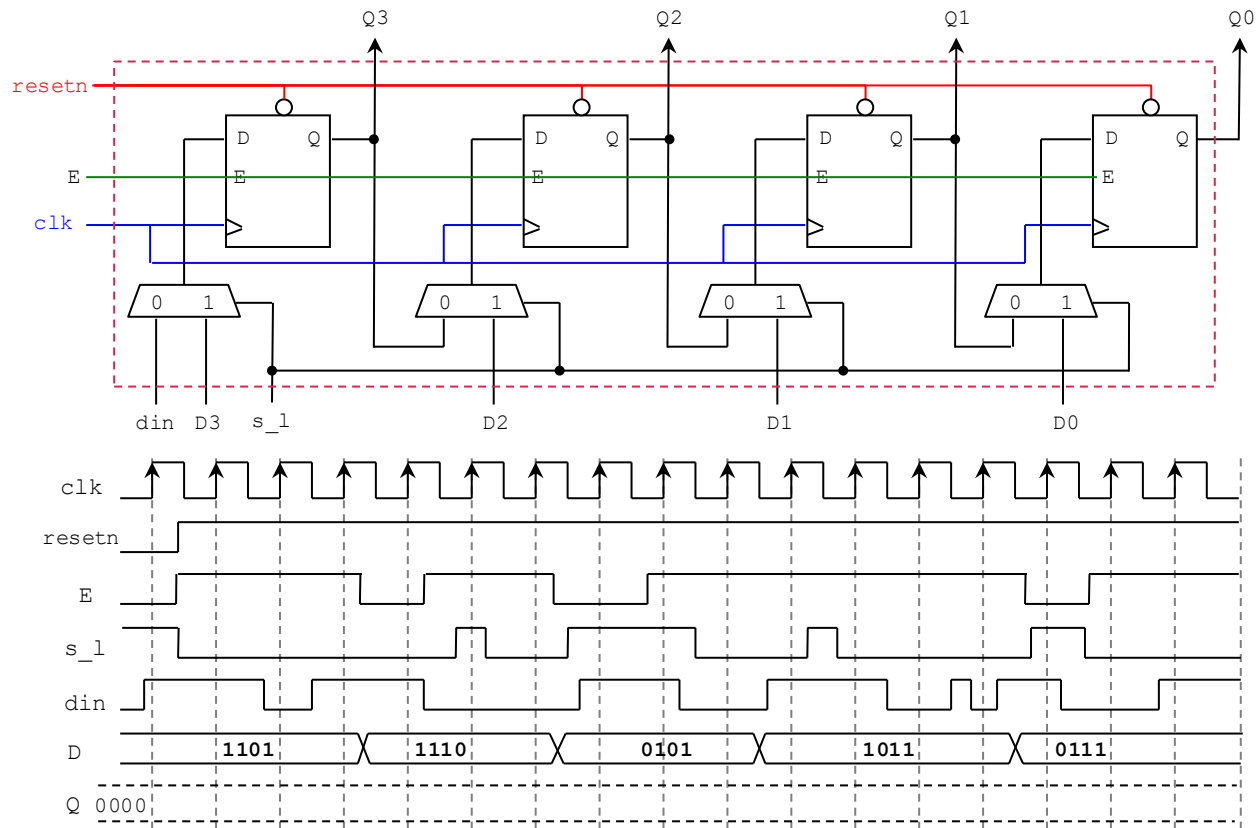 Q3 Q2 Q1 Q0
resetn
D Q D Q D Q D Q
E E E E E
clk
0 1 0 1 0 1 0 1
din D3 s_l D2 D1 D0
clk
resetn
E
s_l
din
D 1101 1110 0101 1011 0111
Q 0000